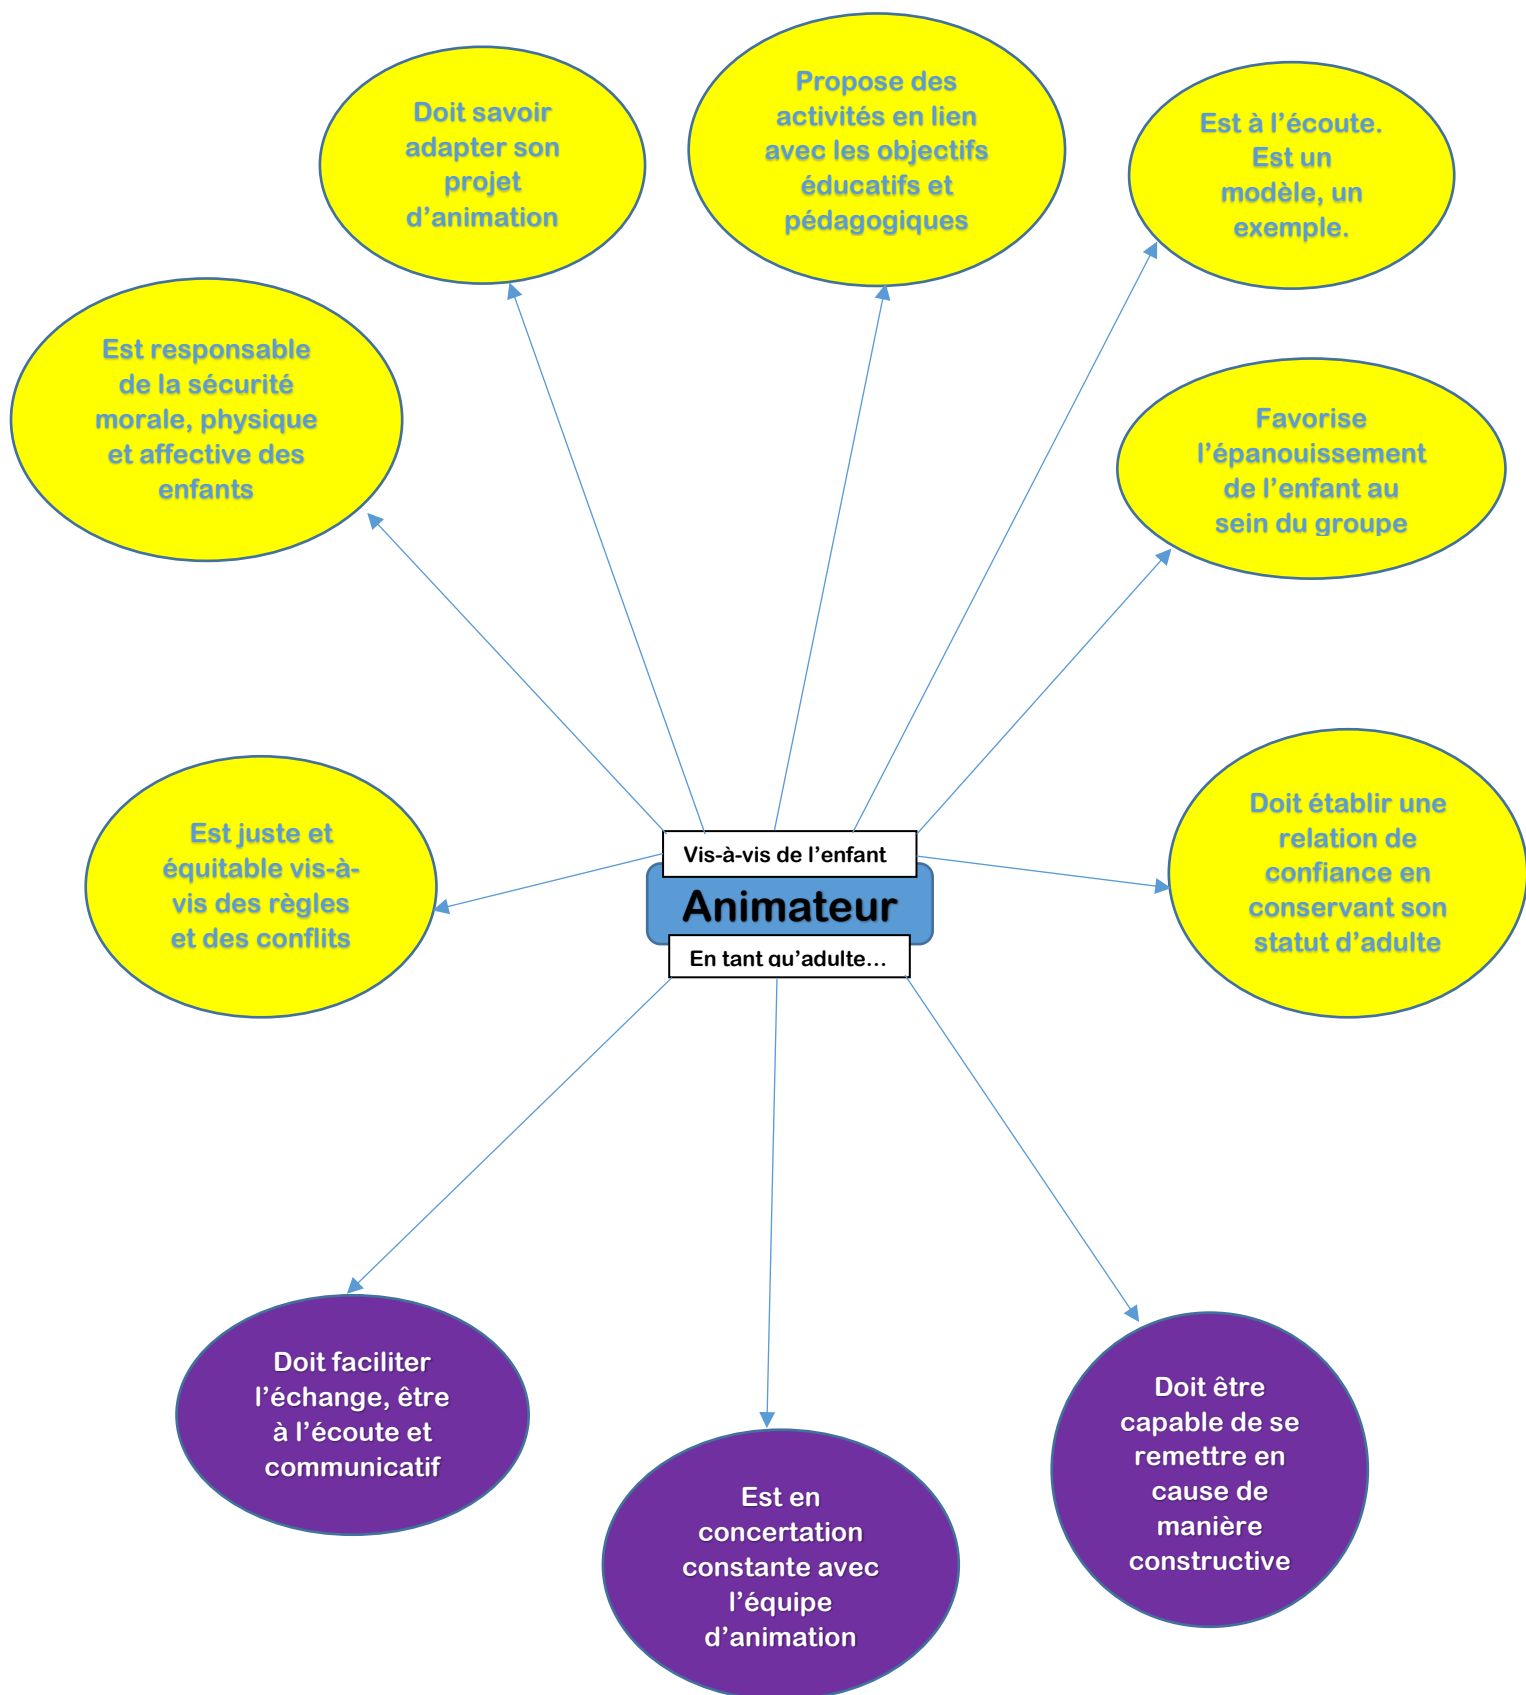 Propose des
activités en lien
avec les objectifs
éducatifs et
pédagogiques
Doit savoir
adapter son
projet
d’animation
Est à l’écoute.
Est un
modèle, un
exemple.
Est responsable
de la sécurité
morale, physique
et affective des
enfants
Favorise
l’épanouissement
de l’enfant au
sein du groupe
Est juste et
équitable vis-à-
vis des règles
et des conflits
Doit établir une
relation de
confiance en
conservant son
statut d’adulte
Vis-à-vis de l’enfant
Animateur
En tant qu’adulte…
Doit faciliter
l’échange, être
à l’écoute et
communicatif
Est en
concertation
constante avec
l’équipe
d’animation
Doit être
capable de se
remettre en
cause de
manière
constructive